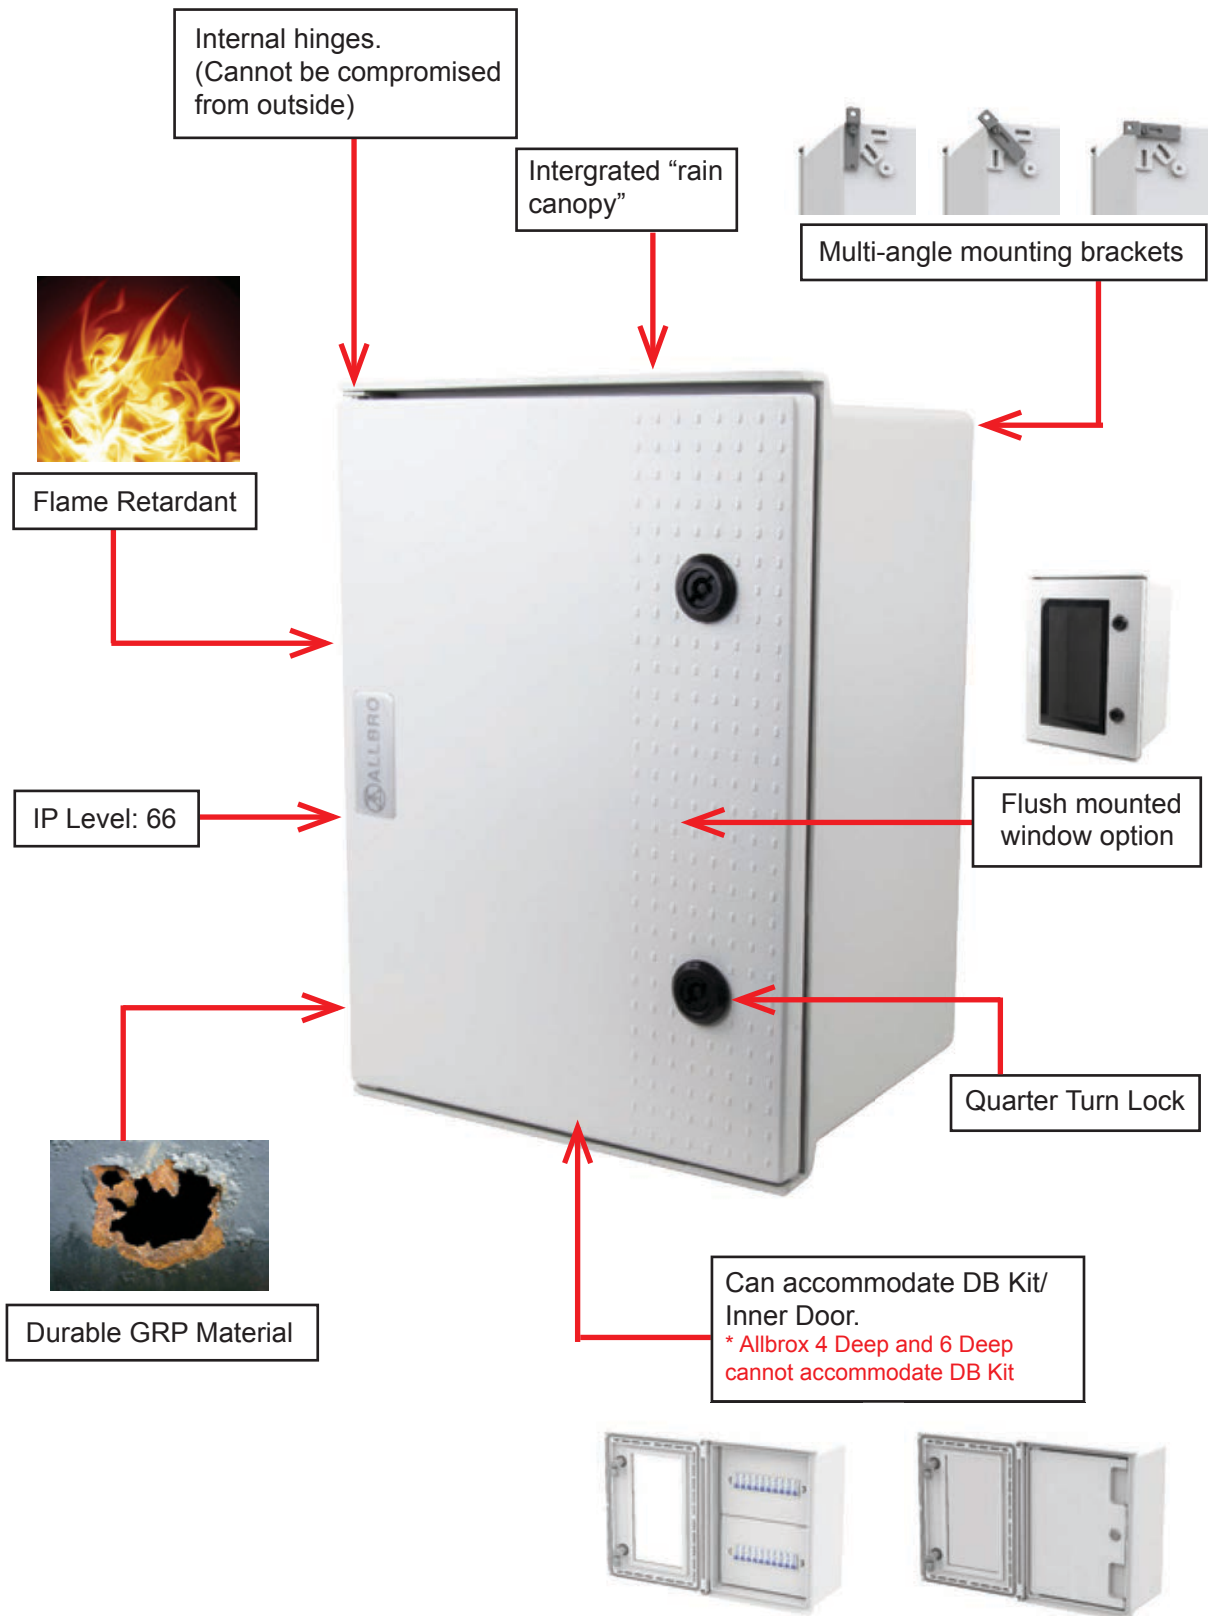 Internal hinges.
(Cannot be compromised
from outside)
Intergrated “rain
canopy”
Multi-angle mounting brackets
Flame Retardant
ALLBRO
IP Level: 66
Flush mounted
window option
Quarter Turn Lock
Durable GRP Material
Can accommodate DB Kit/
Inner Door.
* Allbrox 4 Deep and 6 Deep
cannot accommodate DB Kit